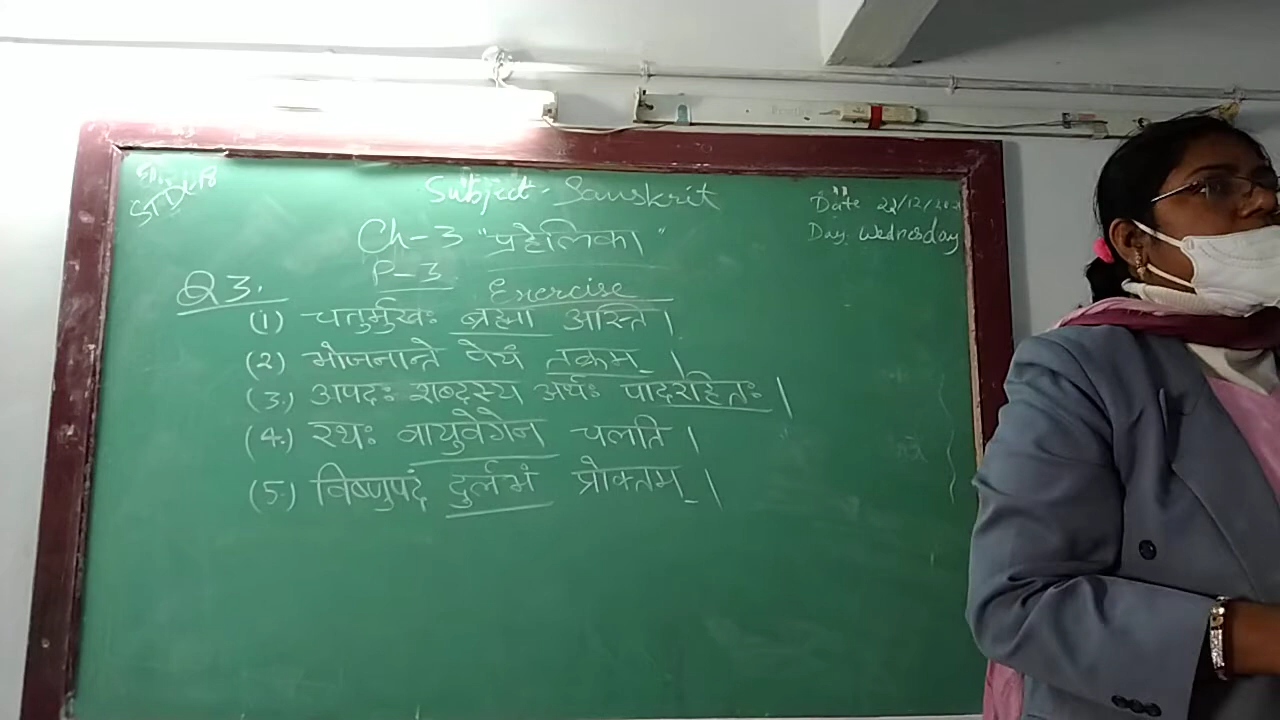 Subject - Sanskrit
Date 22/12/20
Day. Wednesday
Ch-3 "प्रहेलिका"
P-3
Exercise
Q3.
(1) चतुर्मुखः ब्रह्मा अस्ति।
(2) भोजनान्ते पेयं तक्रम्।
(3.) अपदः शब्दस्य अर्थः पादरहितः।
(4.) रथः वायुवेगेन चलति।
(5.) विष्णुपदं दुर्लभं प्रोक्तम्।